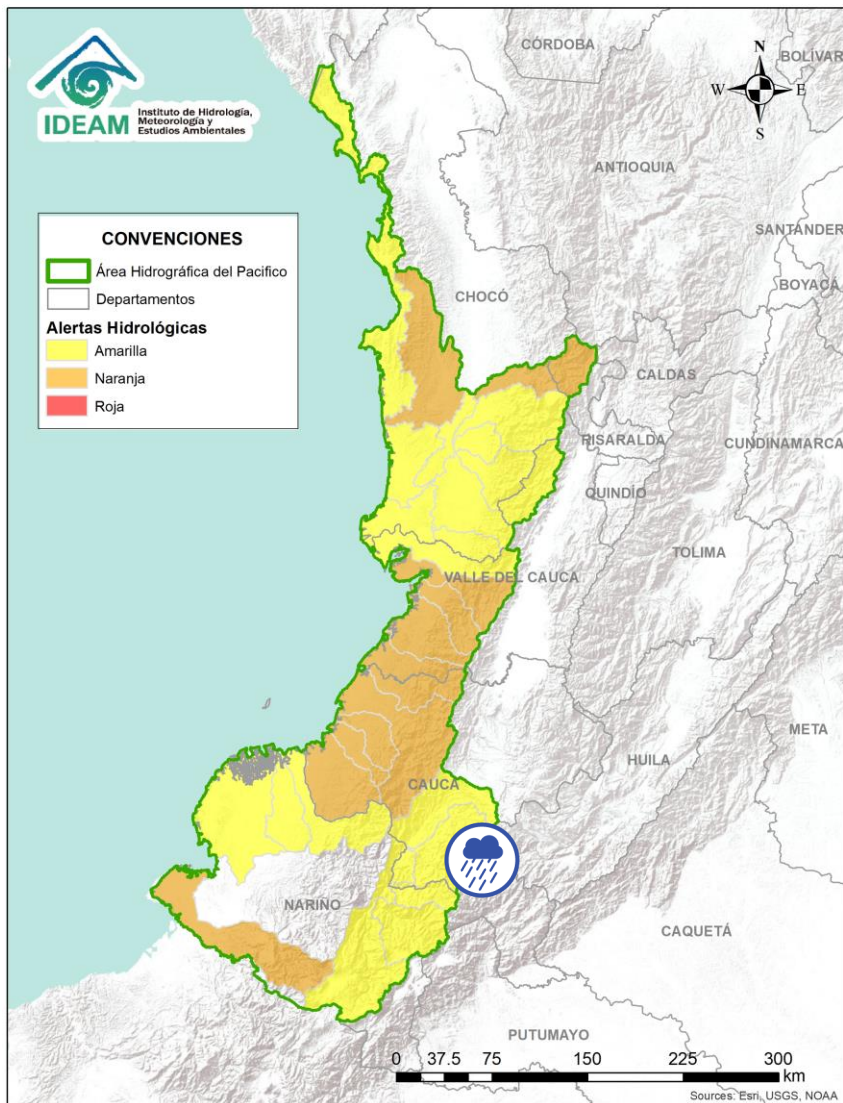 IDEAM
Instituto de Hidrología,
Meteorología y
Estudios Ambientales
CÓRDOBA
BOLÍVAR
N
W
E
S
ANTIOQUIA
SANTANDER
BOYACÁ
CONVENCIONES
Área Hidrográfica del Pacifico
Departamentos
Alertas Hidrológicas
Amarilla
Naranja
Roja
CHOCÓ
CALDAS
RISARALDA
CUNDINAMARCA
QUINDÍO
TOLIMA
VALLE DEL CAUCA
META
HUILA
CAUCA
NARIÑO
CAQUETÁ
PUTUMAYO
0 37.5 75 150 225 300
km
Sources: Esri, USGS, NOAA